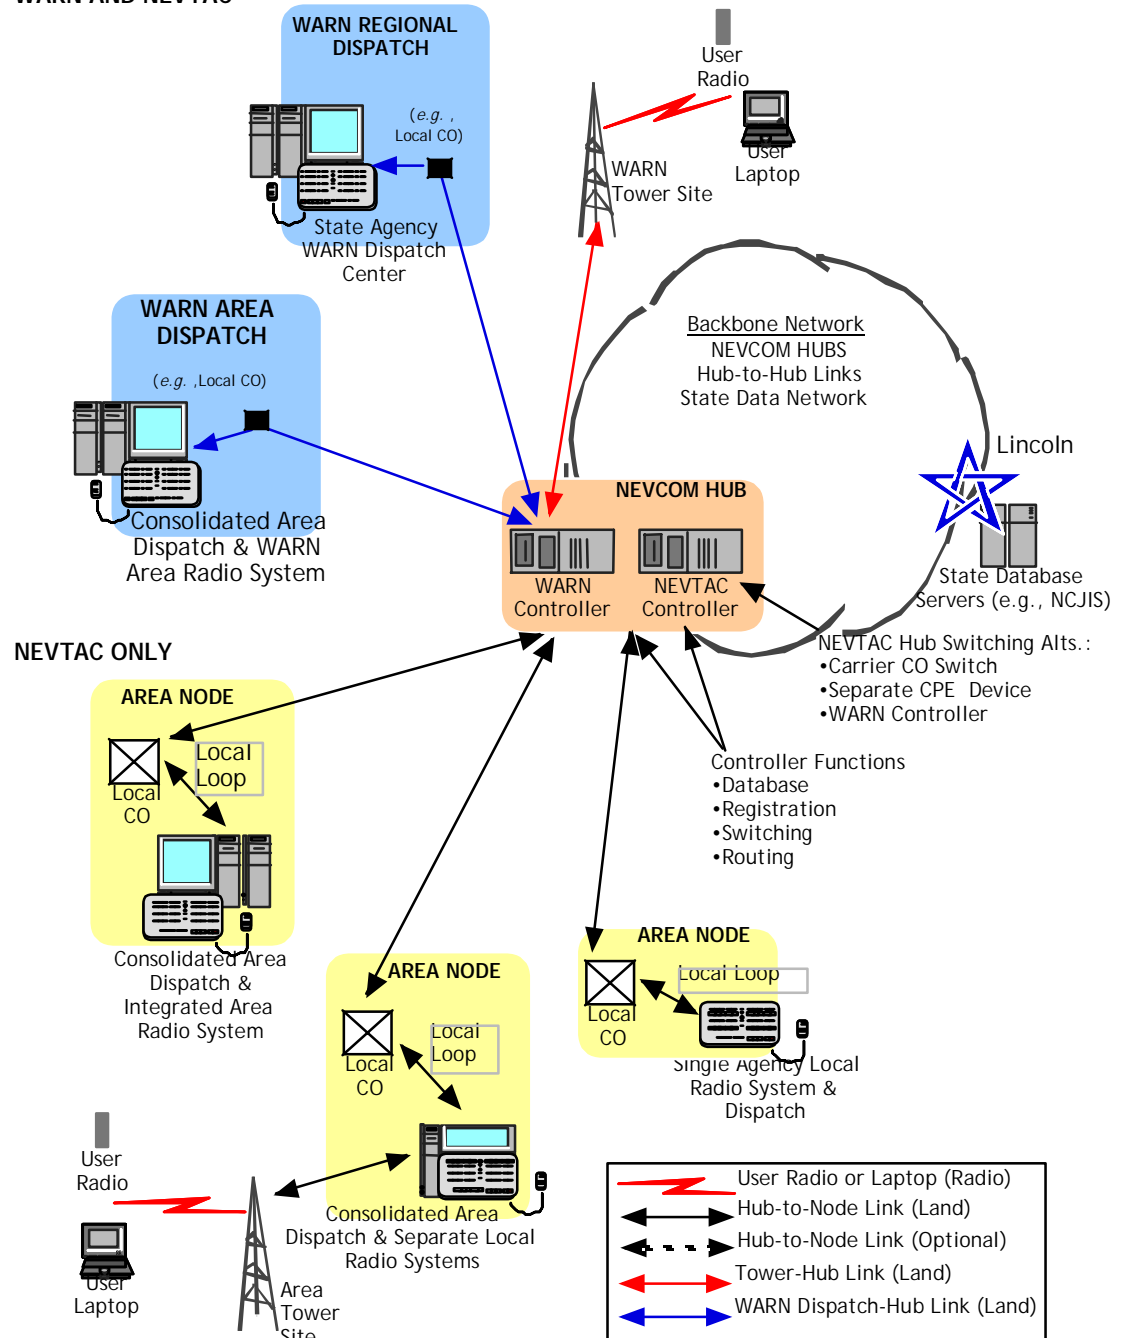 WARN AND NEVTAC
WARN REGIONAL
DISPATCH
(e.g. ,
Local CO)
State Agency
WARN Dispatch
Center
User
Radio
User
Laptop
WARN
Tower Site
WARN AREA
DISPATCH
(e.g. ,Local CO)
Consolidated Area
Dispatch & WARN
Area Radio System
Backbone Network
NEVCOM HUBS
Hub-to-Hub Links
State Data Network
Lincoln
State Database
Servers (e.g., NCJIS)
NEVCOM HUB
WARN
Controller
NEVTAC
Controller
NEVTAC Hub Switching Alts.:
•Carrier CO Switch
•Separate CPE Device
•WARN Controller
Controller Functions
•Database
•Registration
•Switching
•Routing
NEVTAC ONLY
AREA NODE
Local
Loop
Local
CO
Consolidated Area
Dispatch &
Integrated Area
Radio System
AREA NODE
Local
Loop
Local
CO
Consolidated Area
Dispatch & Separate Local
Radio Systems
AREA NODE
Local Loop
Local
CO
Single Agency Local
Radio System &
Dispatch
User
Radio
User
Laptop
Area
Tower
Site
User Radio or Laptop (Radio)
Hub-to-Node Link (Land)
Hub-to-Node Link (Optional)
Tower-Hub Link (Land)
WARN Dispatch-Hub Link (Land)